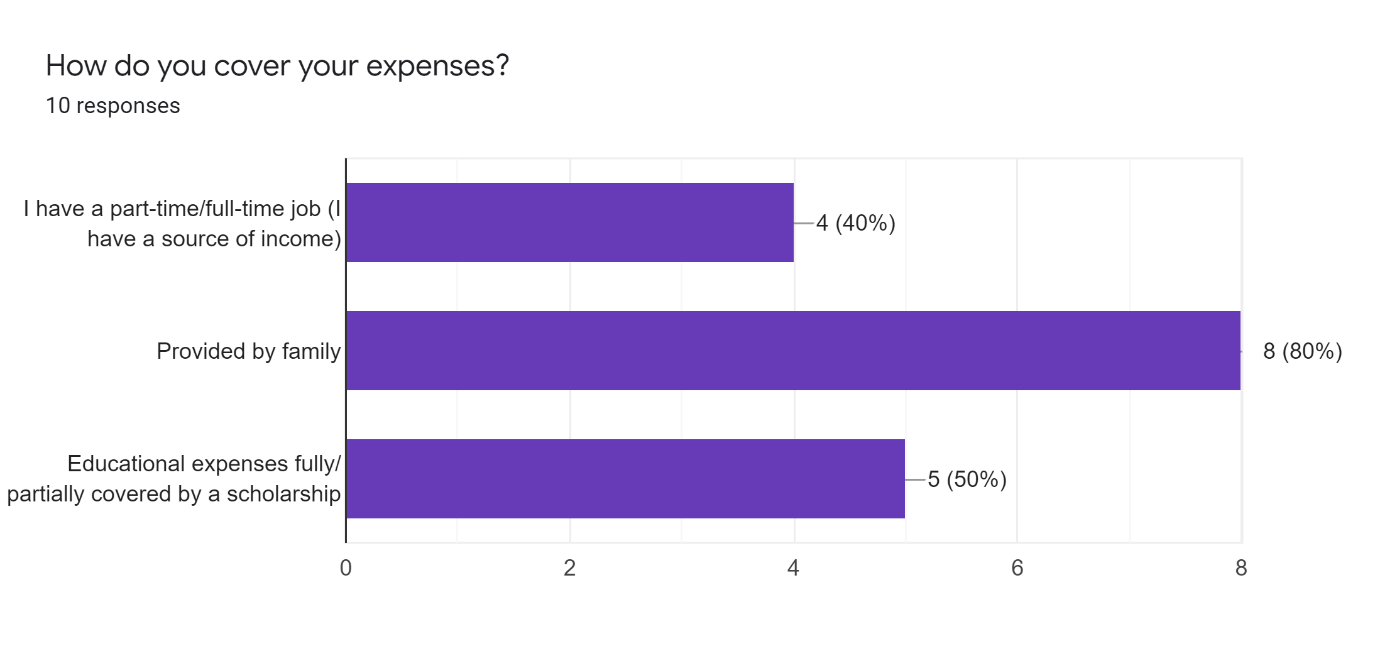 How do you cover your expenses?
10 responses
I have a part-time/full-time job (I
have a source of income)
4 (40%)
Provided by family
8 (80%)
Educational expenses fully/
partially covered by a scholarship
5 (50%)
0 2 4 6 8